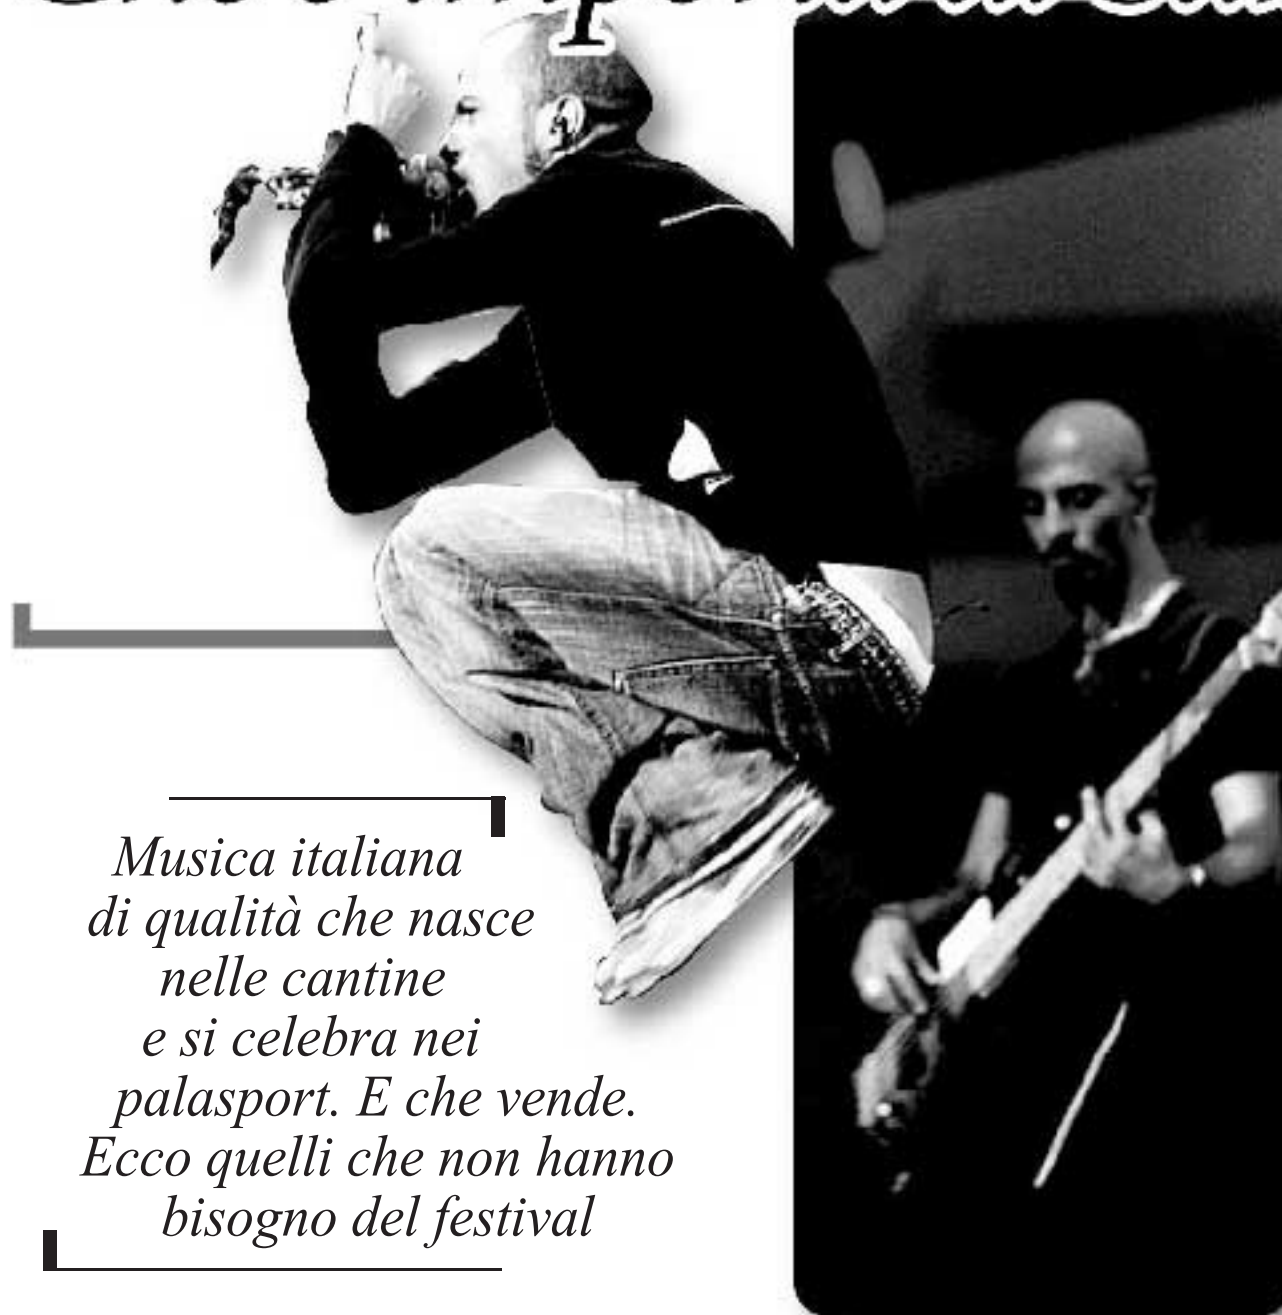 Musica italiana
di qualità che nasce
nelle cantine
e si celebra nei
palasport. E che vende.
Ecco quelli che non hanno
bisogno del festival